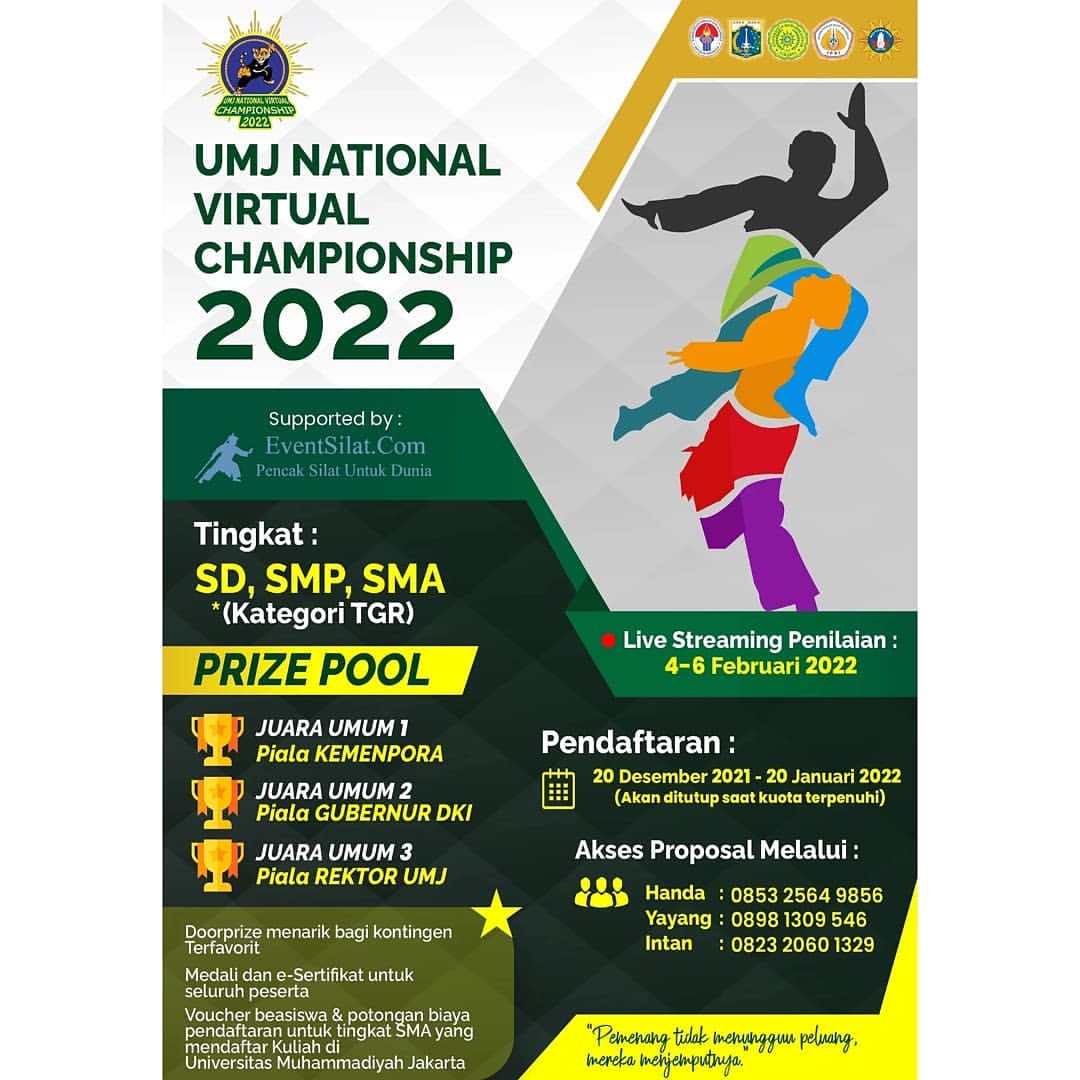 UMJ NATIONAL VIRTUAL
CHAMPIONSHIP
2022
UMJ NATIONAL
VIRTUAL
CHAMPIONSHIP
2022
Supported by :
EventSilat.Com
Pencak Silat Untuk Dunia
Tingkat :
SD, SMP, SMA
*(Kategori TGR)
PRIZE POOL
JUARA UMUM 1
Piala KEMENPORA
JUARA UMUM 2
Piala GUBERNUR DKI
JUARA UMUM 3
Piala REKTOR UMJ
Doorprize menarik bagi kontingen
Terfavorit
Medali dan e-Sertifikat untuk
seluruh peserta
Voucher beasiswa & potongan biaya
pendaftaran untuk tingkat SMA yang
mendaftar Kuliah di
Universitas Muhammadiyah Jakarta
Live Streaming Penilaian :
4-6 Februari 2022
Pendaftaran :
20 Desember 2021 - 20 Januari 2022
(Akan ditutup saat kuota terpenuhi)
Akses Proposal Melalui :
Handa : 0853 2564 9856
Yayang : 0898 1309 546
Intan : 0823 2060 1329
"Pemenang tidak menungguu peluang,
mereka menjemputnya."